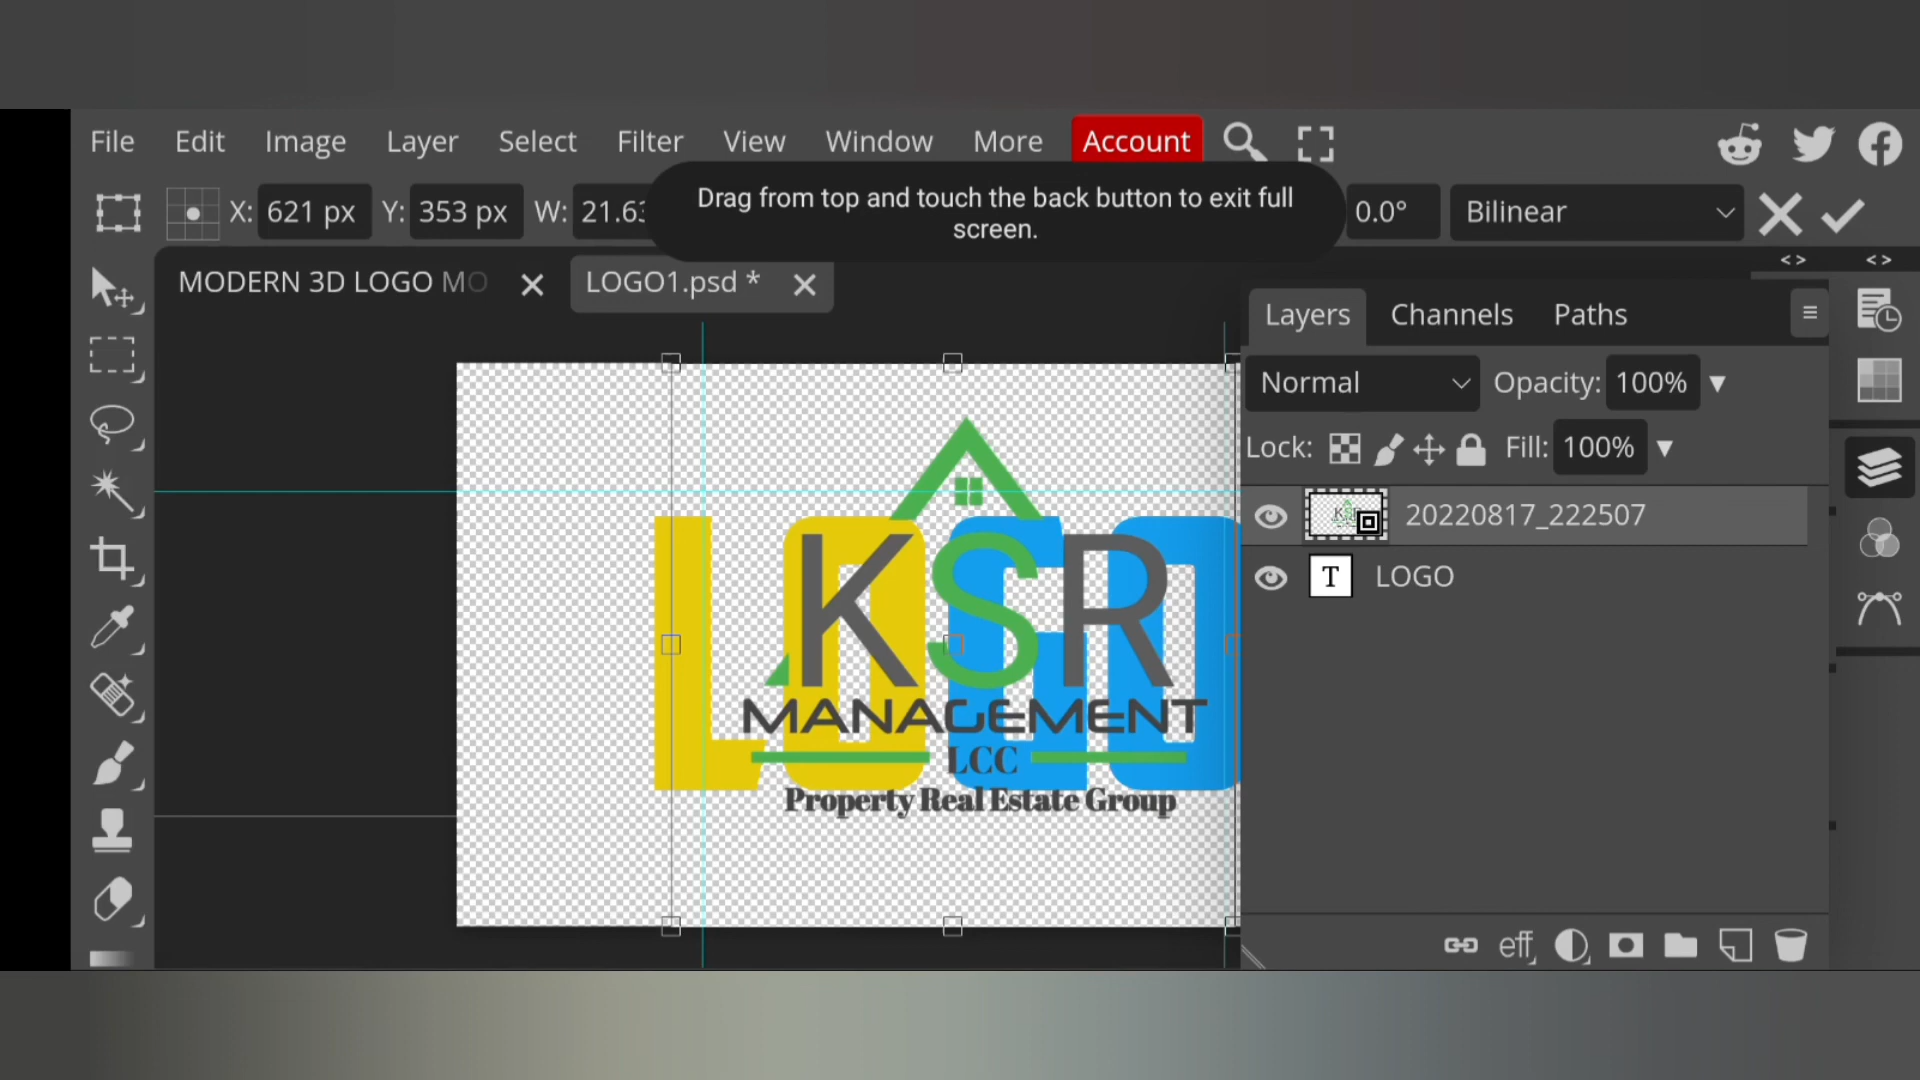 File Edit Image Layer Select Filter View Window More Account
X: 621 px Y: 353 px W: 21.63 0.0° Bilinear
Drag from top and touch the back button to exit full
screen.
MODERN 3D LOGO MO
LOGO1.psd *
Layers Channels Paths
Normal Opacity: 100%
Lock: Fill: 100%
20220817_222507
T LOGO
KSR
MANAGEMENT
LCC
Property Real Estate Group
eff